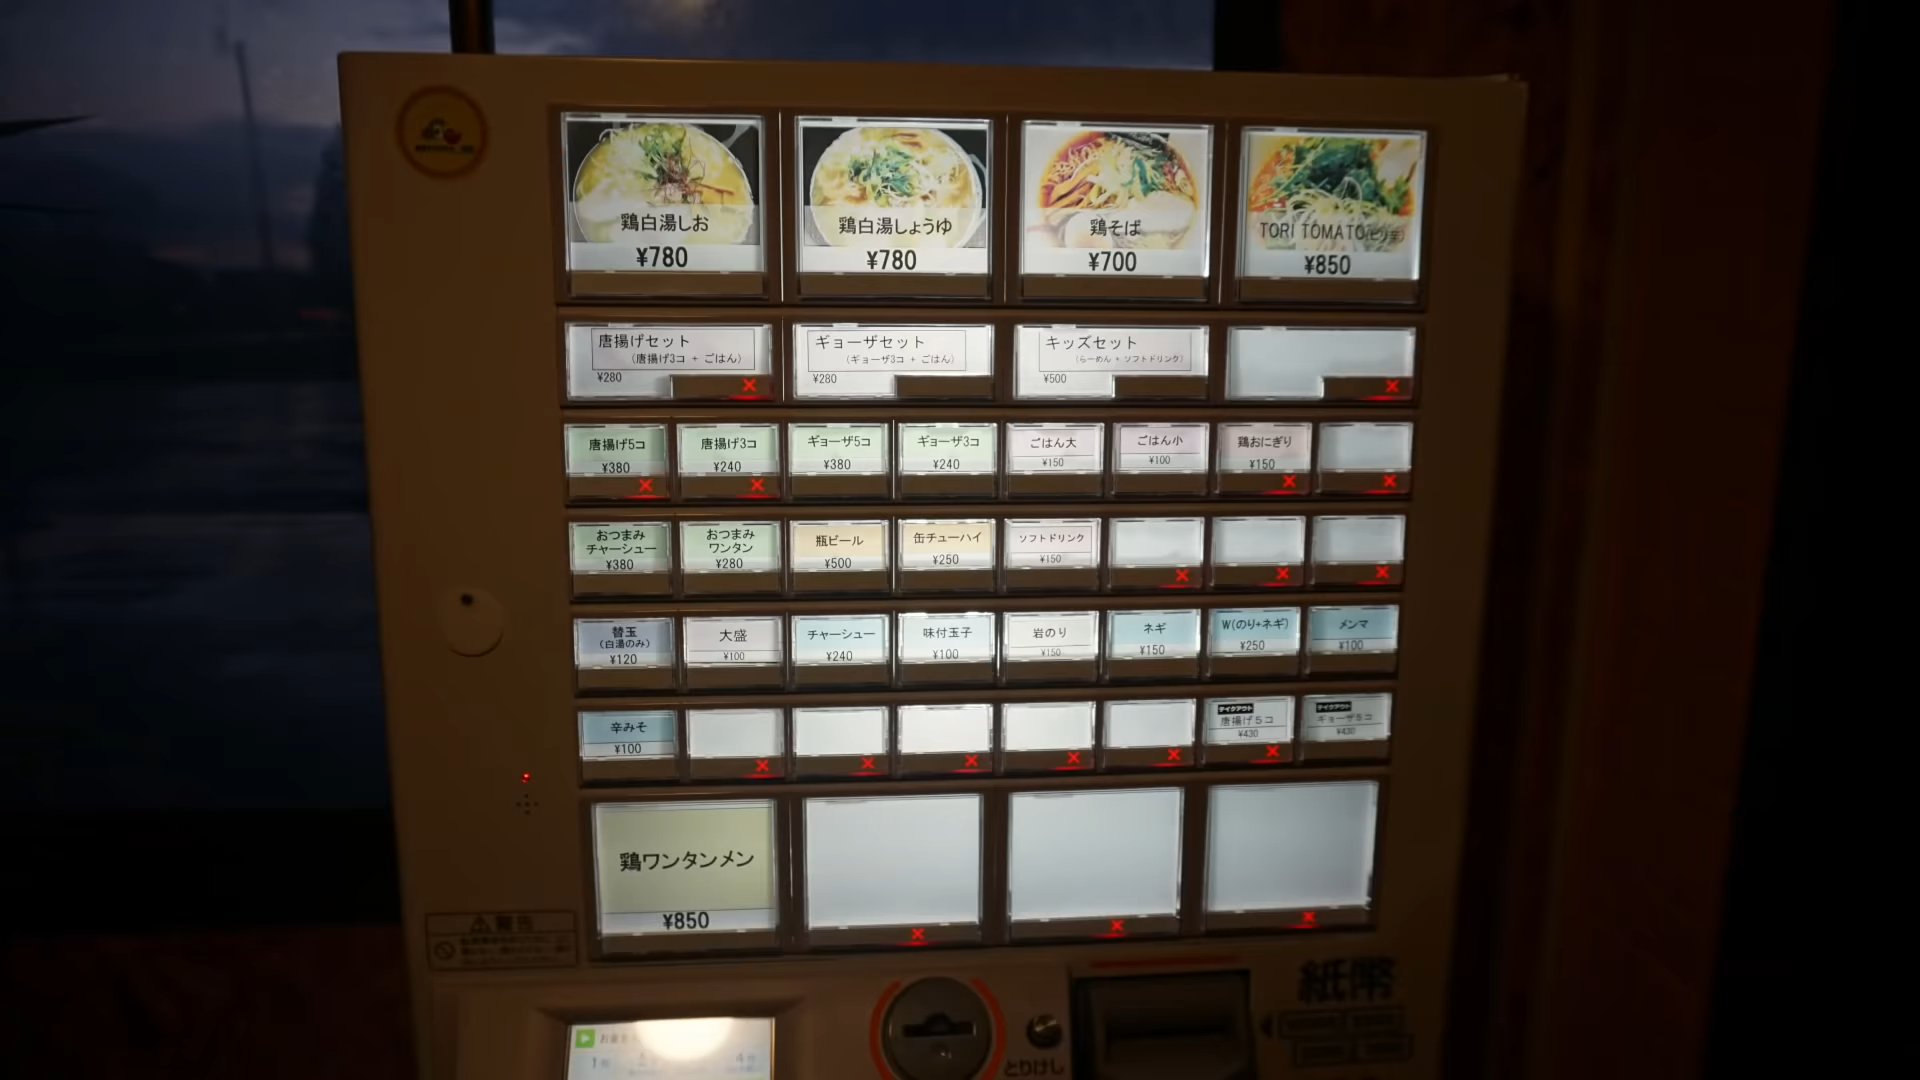 鶏白湯しお
¥780
鶏白湯しょうゆ
¥780
鶏そば
¥700
TORI TOMATO(ピリ辛)
¥850
唐揚げセット
(唐揚げ3コ + ごはん)
¥280
ギョーザセット
(ギョーザ3コ + ごはん)
¥280
キッズセット
(らーめん + ソフトドリンク)
¥500
唐揚げ5コ
¥380
唐揚げ3コ
¥240
ギョーザ5コ
¥380
ギョーザ3コ
¥240
ごはん大
¥150
ごはん小
¥100
鶏おにぎり
¥150
おつまみ
チャーシュー
¥380
おつまみ
ワンタン
¥280
瓶ビール
¥500
缶チューハイ
¥250
ソフトドリンク
¥150
替玉
(白湯のみ)
¥120
大盛
¥100
チャーシュー
¥240
味付玉子
¥100
岩のり
¥150
ネギ
¥150
W(のり+ネギ)
¥250
メンマ
¥100
辛みそ
¥100
テイクアウト
唐揚げ5コ
¥430
テイクアウト
ギョーザ5コ
¥430
鶏ワンタンメン
¥850
警告
紙幣
とりけし